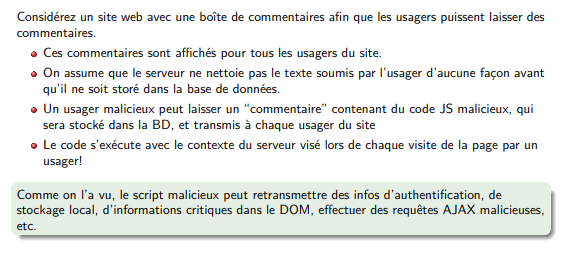 Considérez un site web avec une boîte de commentaires afin que les usagers puissent laisser des
commentaires.
Ces commentaires sont affichés pour tous les usagers du site.
On assume que le serveur ne nettoie pas le texte soumis par l'usager d'aucune façon avant
qu'il ne soit storé dans la base de données.
Un usager malicieux peut laisser un “commentaire” contenant du code JS malicieux, qui
sera stocké dans la BD, et transmis à chaque usager du site
Le code s'exécute avec le contexte du serveur visé lors de chaque visite de la page par un
usager!
Comme on l'a vu, le script malicieux peut retransmettre des infos d'authentification, de
stockage local, d'informations critiques dans le DOM, effectuer des requêtes AJAX malicieuses,
etc.